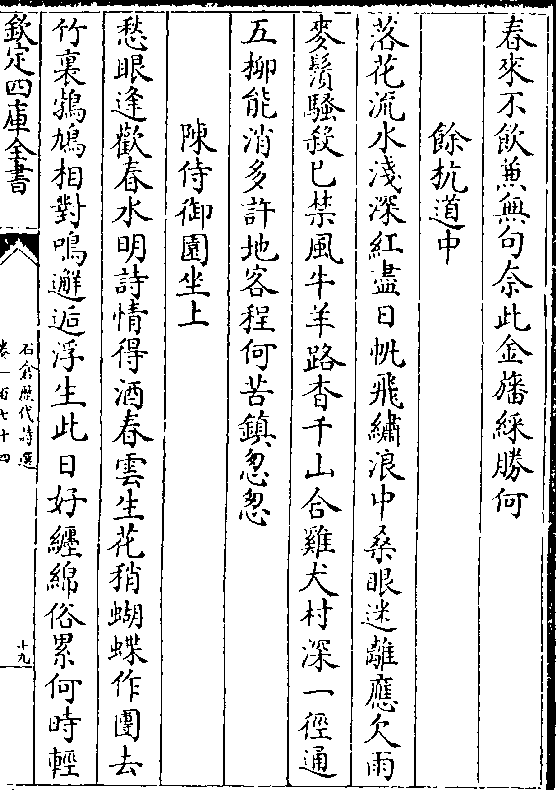 春來不飲兼無句奈此金旛綵勝何
餘杭道中
落花流水淺深紅盡日帆飛繡浪中桑眼迷離應欠雨
麥鬚騷殺已禁風牛羊路杳千山合雞犬村深一徑通
五柳能消多許地客程何苦鎮怱怱
陳侍御園坐上
愁眼逢歡春水明詩情得酒春雲生花稍蝴蝶作團去
竹裏鵓鳩相對鳴邂逅浮生此日好纏綿俗累何時輕
欽定四庫全書
石倉歷代詩選
卷一百七十四
十九